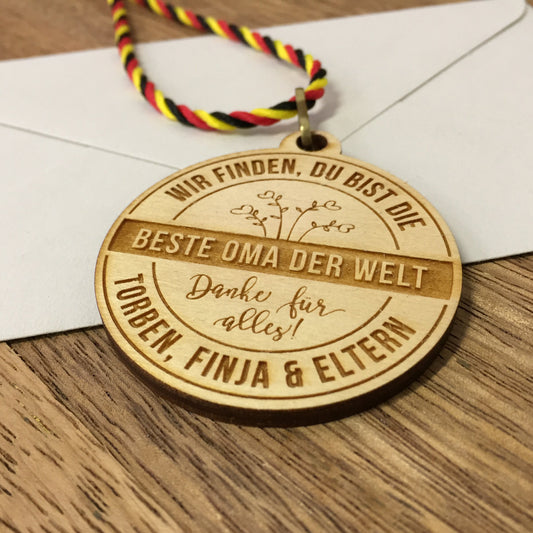 WIR FINDEN, DU BIST DIE
BESTE OMA DER WELT
Danke für
alles!
TORBEN, FINJA & ELTERN